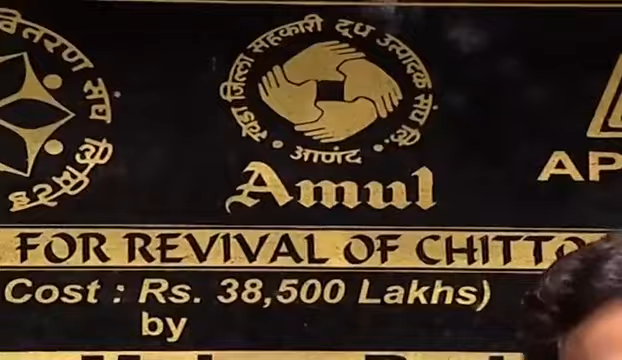 वितरण संघ लिमिटेड
खेडा जिल्ला सहकारी दूध उत्पादक संघ लि.
आणंद
Amul
AP
FOR REVIVAL OF CHITTO
Cost : Rs. 38,500 Lakhs)
by